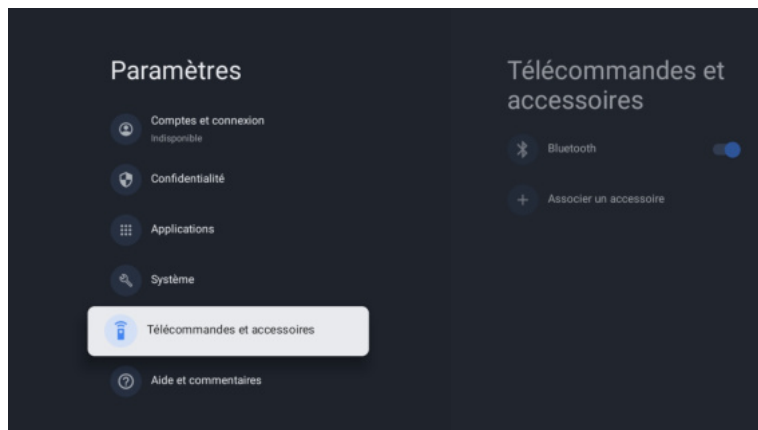 Paramètres
Comptes et connexion
Indisponible
Confidentialité
Applications
Système
Télécommandes et accessoires
Aide et commentaires
Télécommandes et
accessoires
Bluetooth
Associer un accessoire